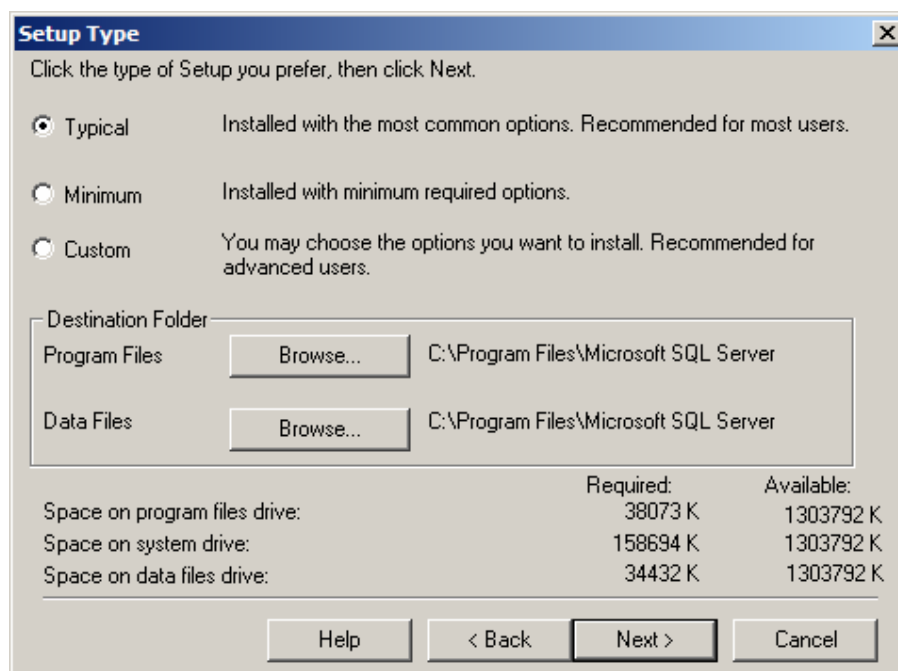 Setup Type
Click the type of Setup you prefer, then click Next.
Typical Installed with the most common options. Recommended for most users.
Minimum Installed with minimum required options.
Custom You may choose the options you want to install. Recommended for
advanced users.
Destination Folder
Program Files Browse... C:\Program Files\Microsoft SQL Server
Data Files Browse... C:\Program Files\Microsoft SQL Server
Required: Available:
Space on program files drive: 38073 K 1303792 K
Space on system drive: 158694 K 1303792 K
Space on data files drive: 34432 K 1303792 K
Help < Back Next > Cancel